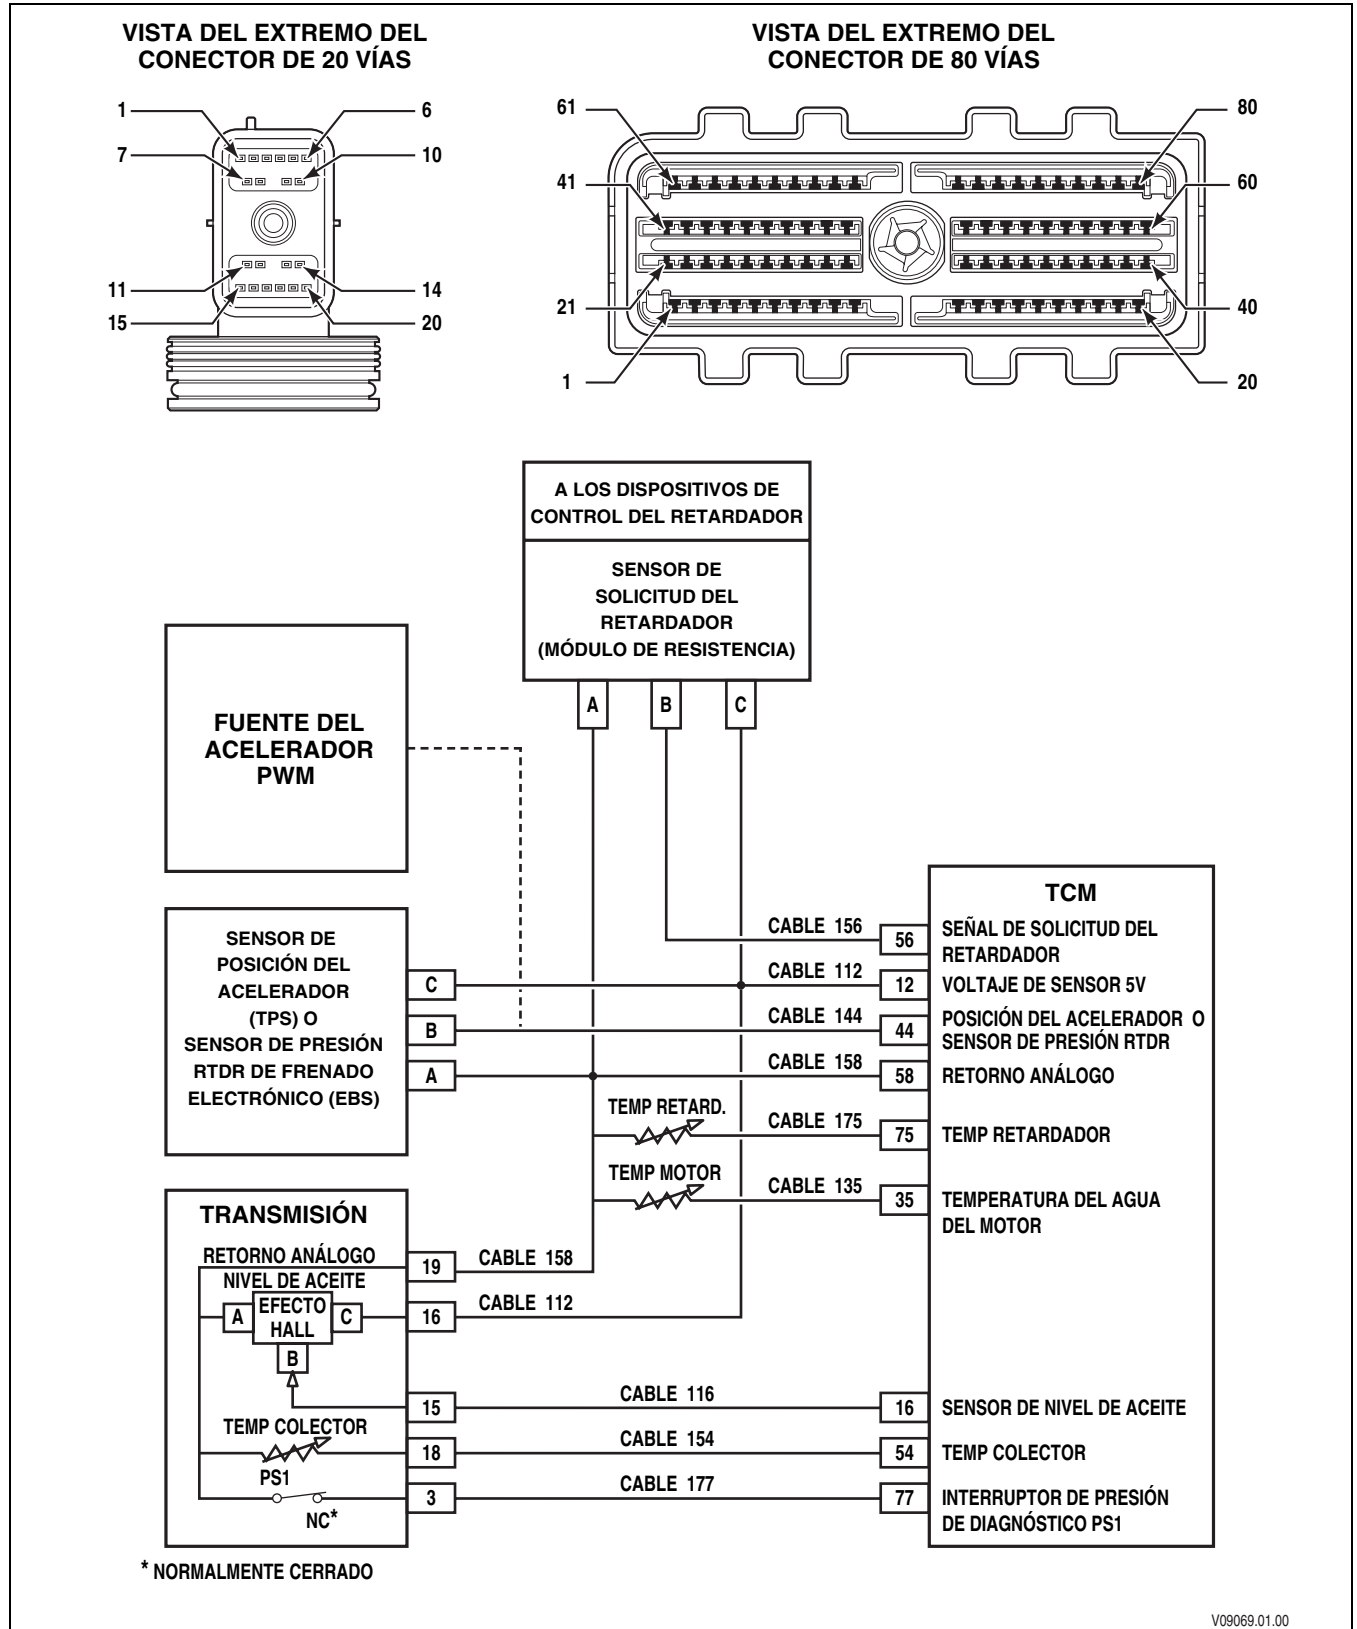 VISTA DEL EXTREMO DEL
CONECTOR DE 20 VÍAS
VISTA DEL EXTREMO DEL
CONECTOR DE 80 VÍAS
1
6
7
10
11
14
15
20
61
80
41
60
21
40
1
20
A LOS DISPOSITIVOS DE
CONTROL DEL RETARDADOR
SENSOR DE
SOLICITUD DEL
RETARDADOR
(MÓDULO DE RESISTENCIA)
A
B
C
FUENTE DEL
ACELERADOR
PWM
SENSOR DE
POSICIÓN DEL
ACELERADOR
(TPS) O
SENSOR DE PRESIÓN
RTDR DE FRENADO
ELECTRÓNICO (EBS)
C
B
A
TCM
CABLE 156
56
SEÑAL DE SOLICITUD DEL
RETARDADOR
CABLE 112
12
VOLTAJE DE SENSOR 5V
CABLE 144
44
POSICIÓN DEL ACELERADOR O
SENSOR DE PRESIÓN RTDR
CABLE 158
58
RETORNO ANÁLOGO
TEMP RETARD.
CABLE 175
75
TEMP RETARDADOR
TEMP MOTOR
CABLE 135
35
TEMPERATURA DEL AGUA
DEL MOTOR
TRANSMISIÓN
RETORNO ANÁLOGO
19
CABLE 158
NIVEL DE ACEITE
A
EFECTO
HALL
C
B
16
CABLE 112
15
CABLE 116
16
SENSOR DE NIVEL DE ACEITE
TEMP COLECTOR
18
CABLE 154
54
TEMP COLECTOR
PS1
NC*
3
CABLE 177
77
INTERRUPTOR DE PRESIÓN
DE DIAGNÓSTICO PS1
* NORMALMENTE CERRADO
V09069.01.00